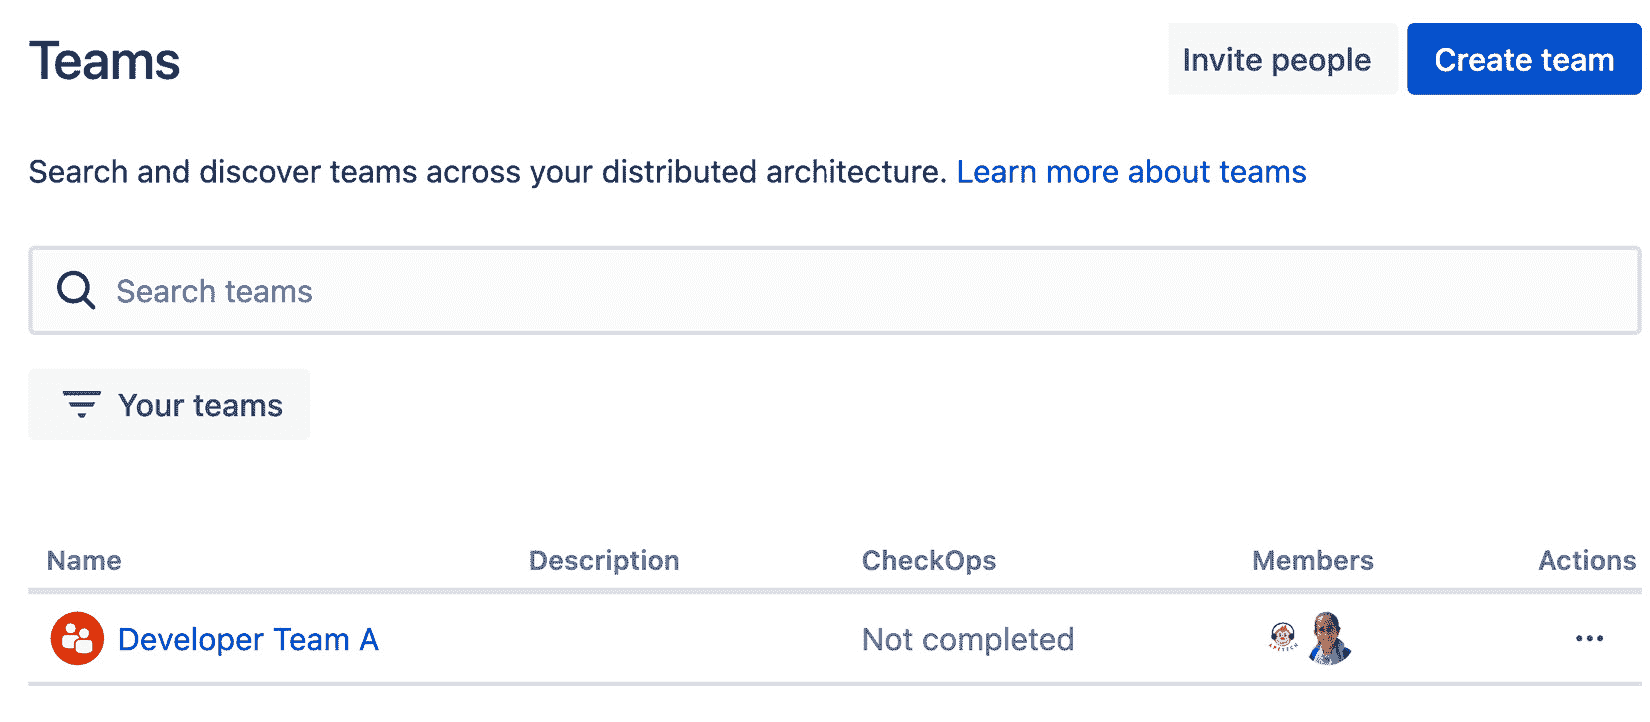 Teams
Invite people
Create team
Search and discover teams across your distributed architecture. Learn more about teams
Search teams
Your teams
Name Description CheckOps Members Actions
Developer Team A Not completed